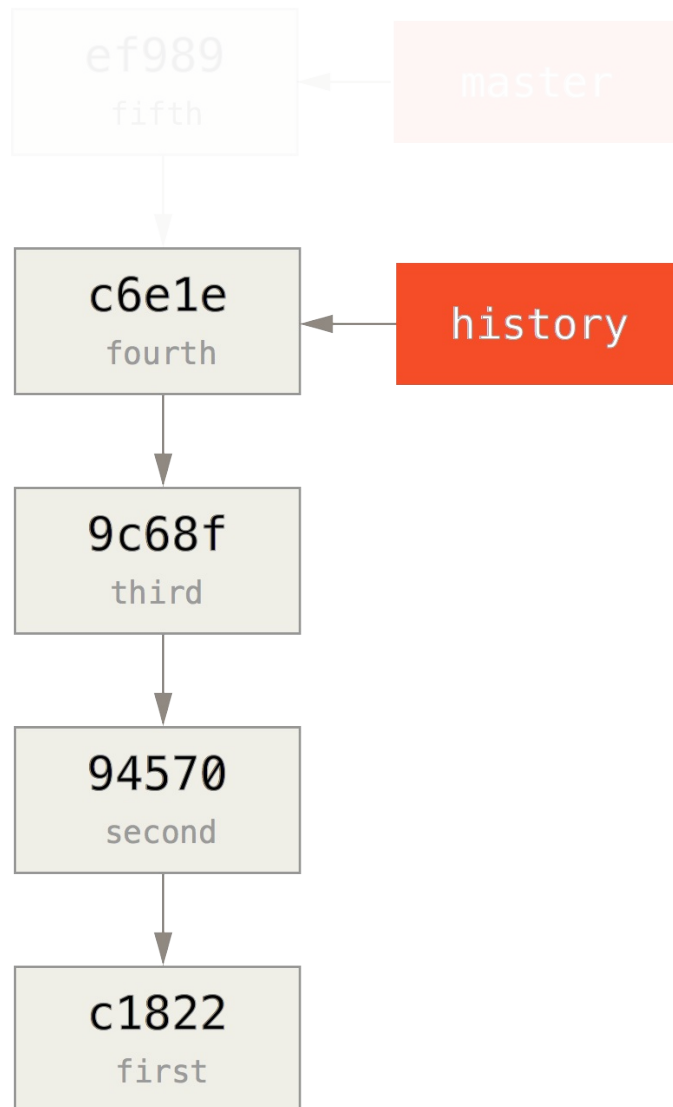 ef989
fifth
master
c6e1e
fourth
history
9c68f
third
94570
second
c1822
first